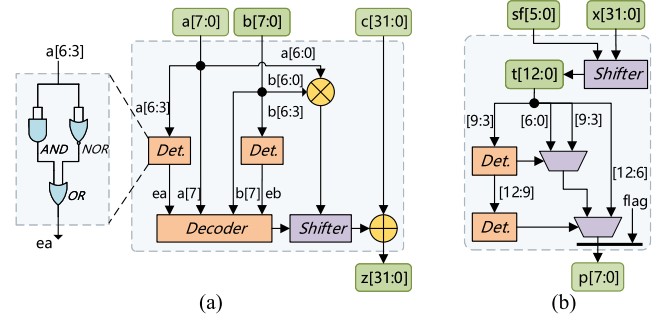 a[7:0] b[7:0] c[31:0] sf[5:0] x[31:0]
a[6:3] a[6:0]
b[6:0] Shifter
t[12:0]
a[6:3] b[6:3]
[9:3] [6:0] [9:3]
AND NOR Det. Det. Det.
OR ea a[7] b[7] eb [12:9] [12:6] flag
Decoder Shifter Det.
ea
z[31:0] p[7:0]
(a) (b)